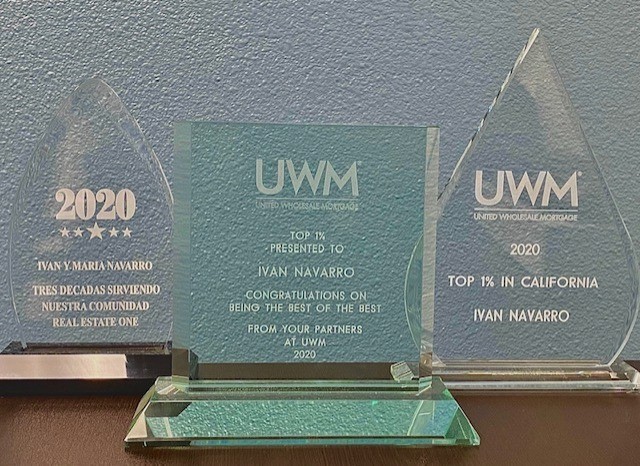 2020
IVAN Y MARIA NAVARRO
TRES DECADAS SIRVIENDO
NUESTRA COMUNIDAD
REAL ESTATE ONE
UWM
UNITED WHOLESALE MORTGAGE
TOP 1%
PRESENTED TO
IVAN NAVARRO
CONGRATULATIONS ON
BEING THE BEST OF THE BEST
FROM YOUR PARTNERS
AT UWM
2020
UWM
UNITED WHOLESALE MORTGAGE
2020
TOP 1% IN CALIFORNIA
IVAN NAVARRO